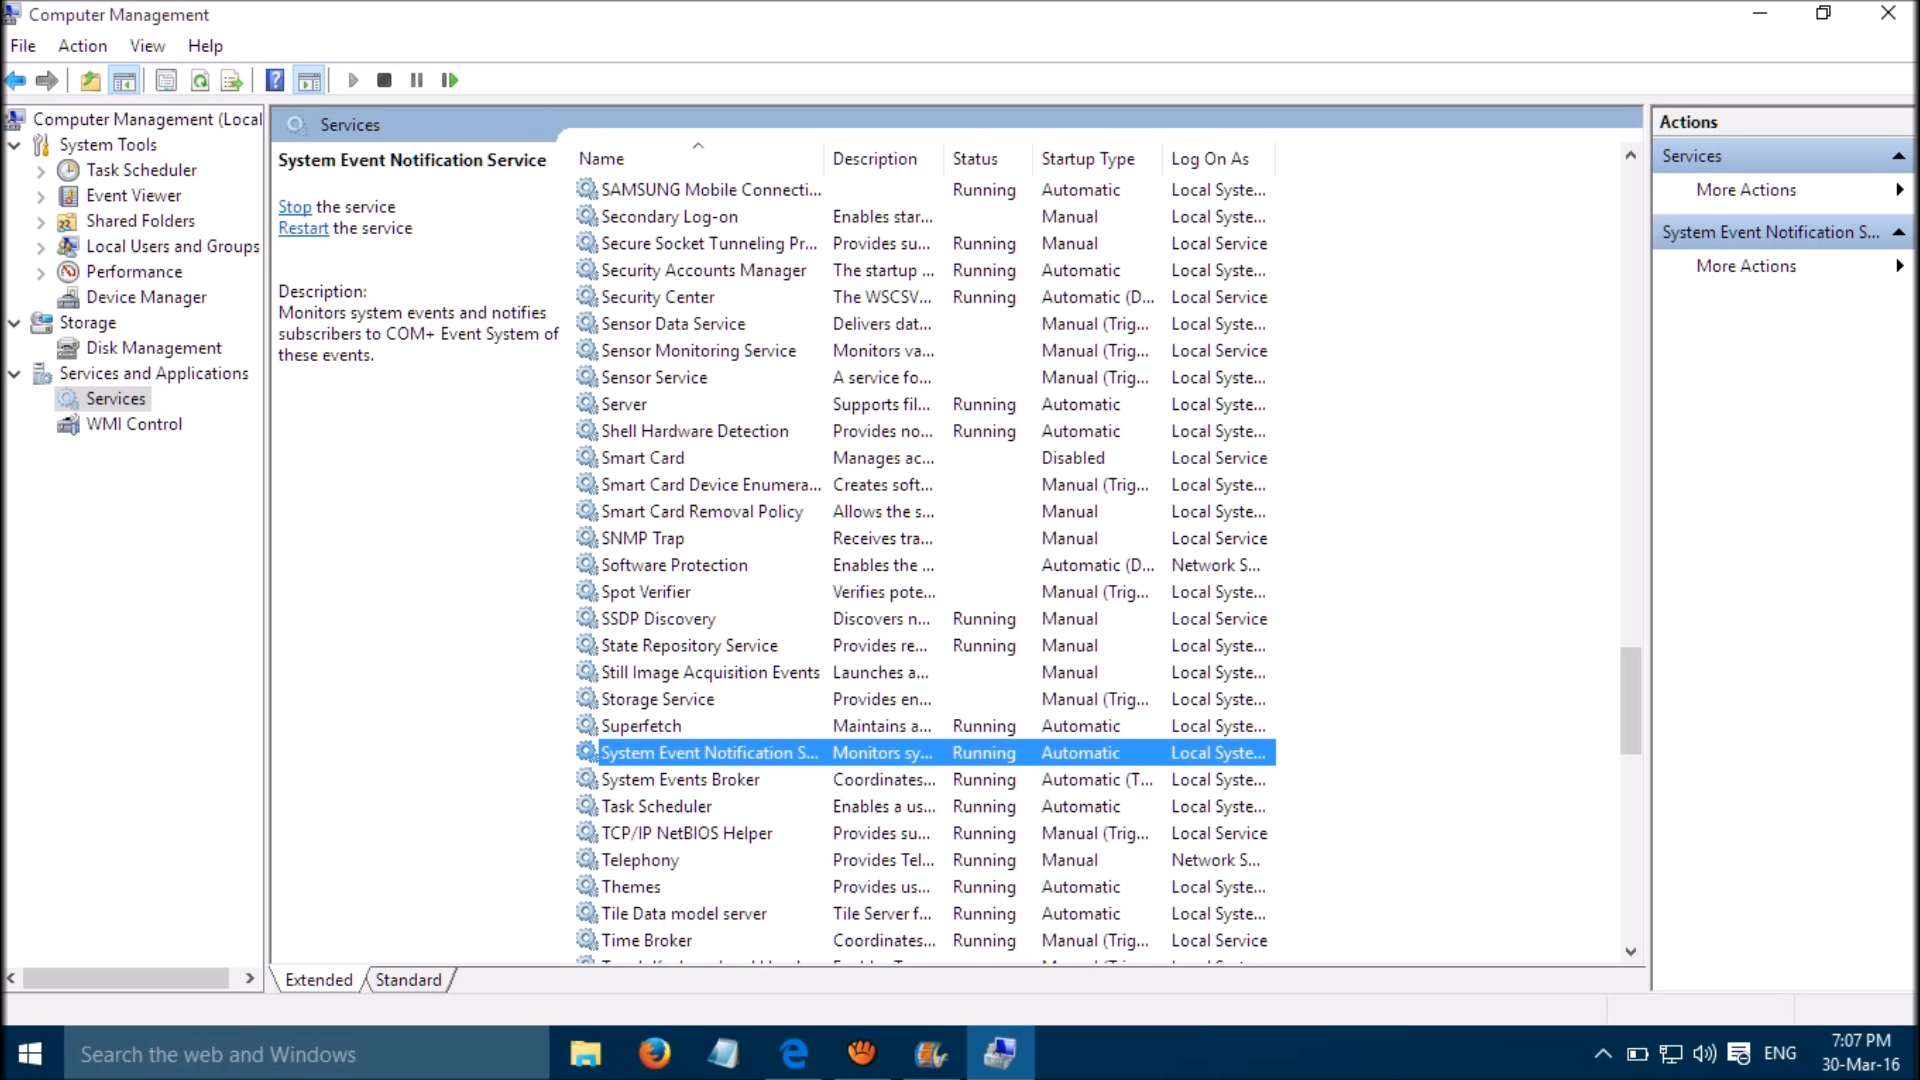 Computer Management
File Action View Help
Computer Management (Local
System Tools
Task Scheduler
Event Viewer
Shared Folders
Local Users and Groups
Performance
Device Manager
Storage
Disk Management
Services and Applications
Services
WMI Control
Services
System Event Notification Service
Stop the service
Restart the service
Description:
Monitors system events and notifies
subscribers to COM+ Event System of
these events.
Name Description Status Startup Type Log On As
SAMSUNG Mobile Connecti... Running Automatic Local Syste...
Secondary Log-on Enables star... Manual Local Syste...
Secure Socket Tunneling Pr... Provides su... Running Manual Local Service
Security Accounts Manager The startup ... Running Automatic Local Syste...
Security Center The WSCSV... Running Automatic (D... Local Service
Sensor Data Service Delivers dat... Manual (Trig... Local Syste...
Sensor Monitoring Service Monitors va... Manual (Trig... Local Service
Sensor Service A service fo... Manual (Trig... Local Syste...
Server Supports fil... Running Automatic Local Syste...
Shell Hardware Detection Provides no... Running Automatic Local Syste...
Smart Card Manages ac... Disabled Local Service
Smart Card Device Enumera... Creates soft... Manual (Trig... Local Syste...
Smart Card Removal Policy Allows the s... Manual Local Syste...
SNMP Trap Receives tra... Manual Local Service
Software Protection Enables the ... Automatic (D... Network S...
Spot Verifier Verifies pote... Manual (Trig... Local Syste...
SSDP Discovery Discovers n... Running Manual Local Service
State Repository Service Provides re... Running Manual Local Syste...
Still Image Acquisition Events Launches a... Manual Local Syste...
Storage Service Provides en... Manual (Trig... Local Syste...
Superfetch Maintains a... Running Automatic Local Syste...
System Event Notification S... Monitors sy... Running Automatic Local Syste...
System Events Broker Coordinates... Running Automatic (T... Local Syste...
Task Scheduler Enables a us... Running Automatic Local Syste...
TCP/IP NetBIOS Helper Provides su... Running Manual (Trig... Local Service
Telephony Provides Tel... Running Manual Network S...
Themes Provides us... Running Automatic Local Syste...
Tile Data model server Tile Server f... Running Automatic Local Syste...
Time Broker Coordinates... Running Manual (Trig... Local Service
Extended Standard
Actions
Services
More Actions
System Event Notification S...
More Actions
Search the web and Windows
ENG
7:07 PM
30-Mar-16